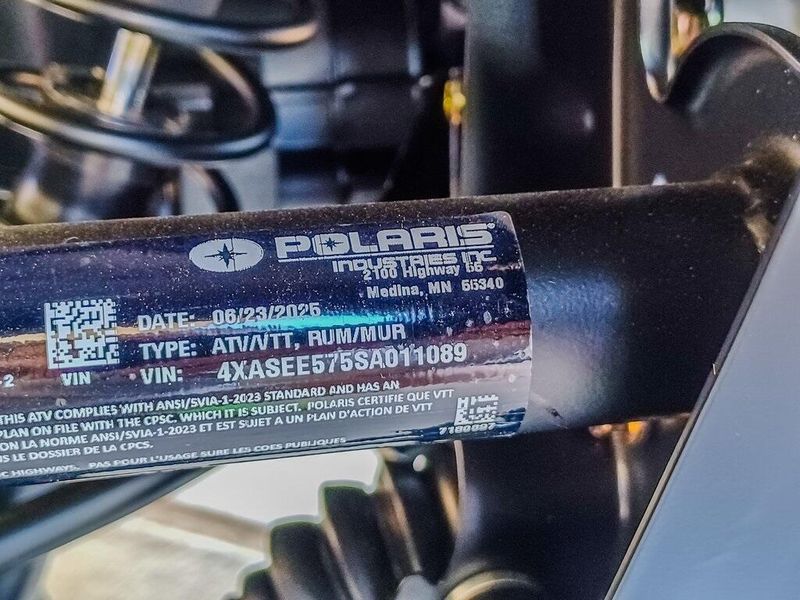 POLARIS
INDUSTRIES INC
2100 Highway 55
Medina, MN 55340
DATE: 06/23/2025
TYPE: ATV/VTT, RUM/MUR
VIN: 4XASEE575SA011089
-2
VIN
THIS ATV COMPLIES WITH ANSI/SVIA-1-2023 STANDARD AND HAS AN
PLAN ON FILE WITH THE CPSC. WHICH IT IS SUBJECT. POLARIS CERTIFIE QUE VTT
LA NORME ANSI/SVIA-1-2023 ET EST SUJET A UN PLAN D'ACTION DE VTT
LE DOSSIER DE LA CPCS.
HIGHWAYS. PAS POUR L'USAGE SUR LES COES PUBLIQUES